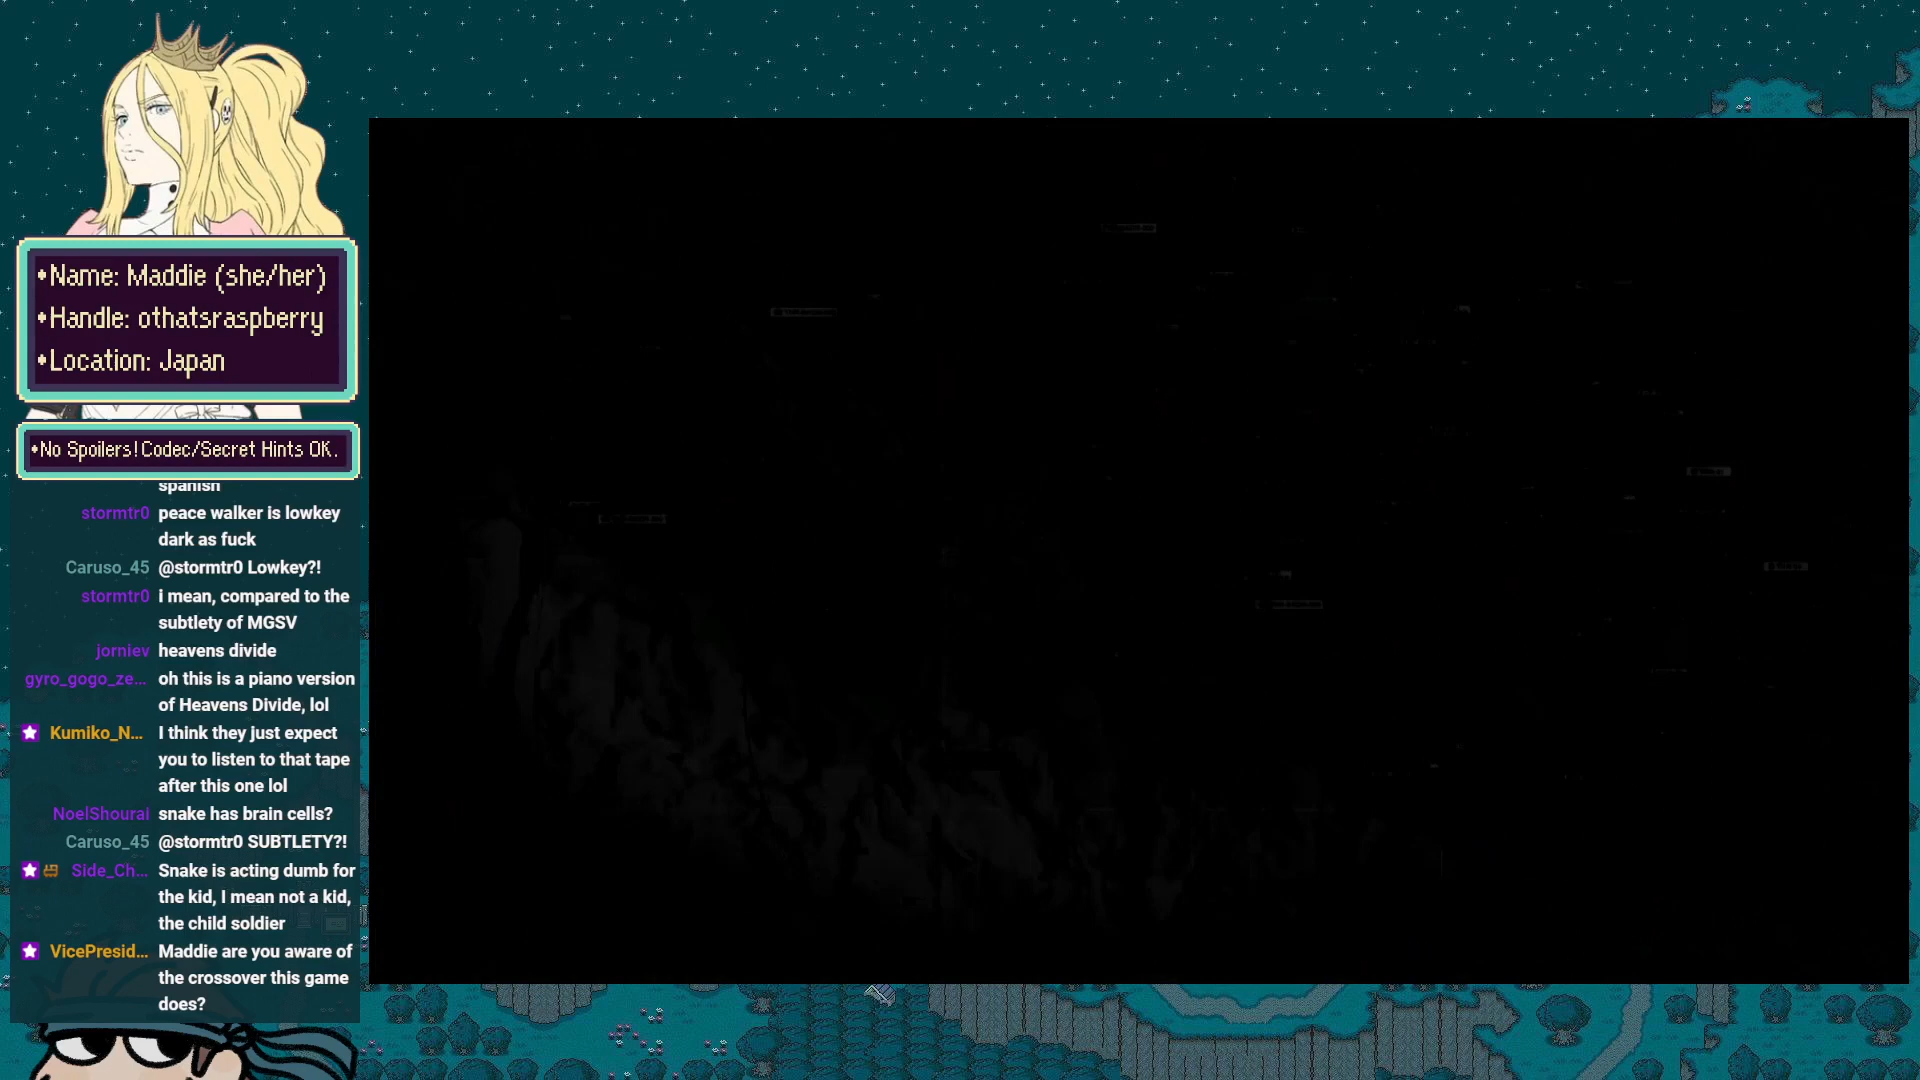 •Name: Maddie (she/her)
•Handle: othatsraspberry
•Location: Japan
•No Spoilers!Codec/Secret Hints OK.
spanish
stormtr0 peace walker is lowkey
dark as fuck
Caruso_45 @stormtr0 Lowkey?!
stormtr0 i mean, compared to the
subtlety of MGSV
jorniev heavens divide
gyro_gogo_ze... oh this is a piano version
of Heavens Divide, lol
Kumiko_N... I think they just expect
you to listen to that tape
after this one lol
NoelShourai snake has brain cells?
Caruso_45 @stormtr0 SUBTLETY?!
Side_Ch... Snake is acting dumb for
the kid, I mean not a kid,
the child soldier
VicePresid... Maddie are you aware of
the crossover this game
does?